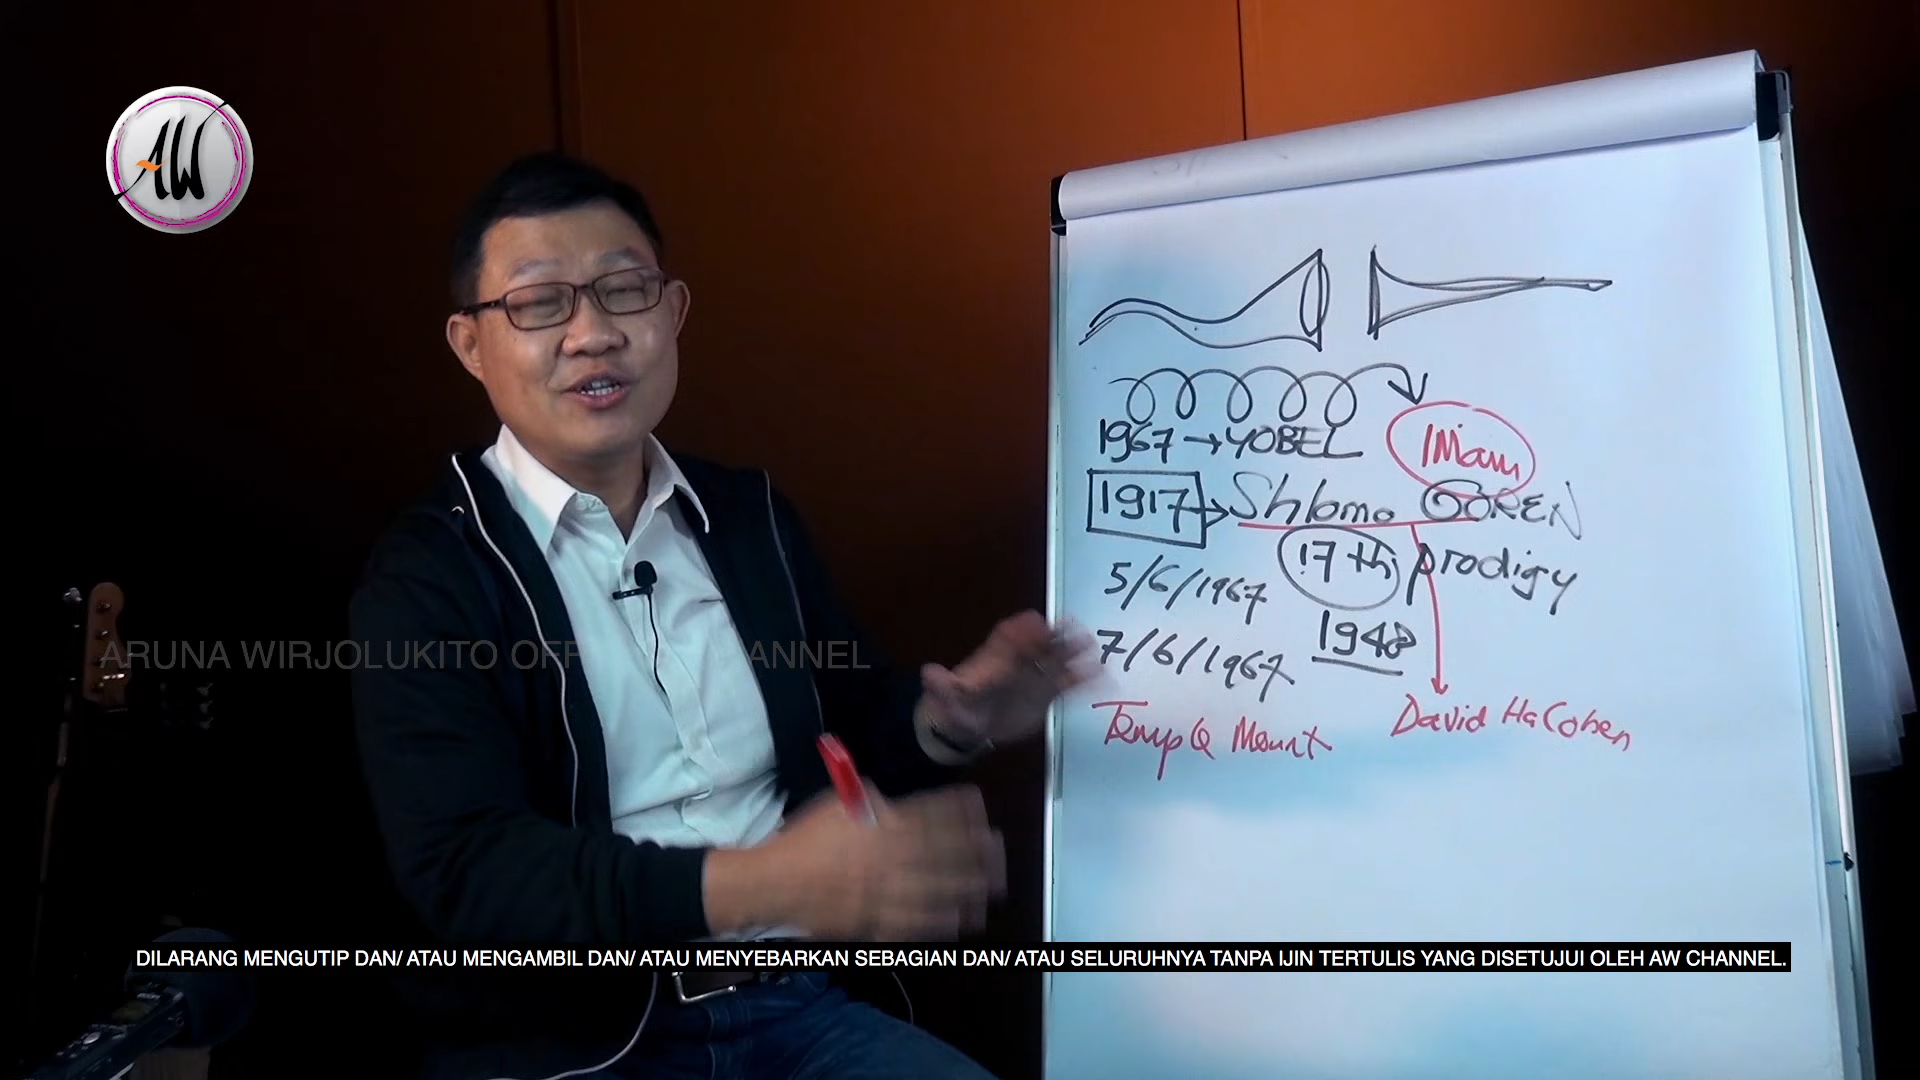 AW
1967 → YOBEL
IMam
1917 → Shlomo GOREN
17th prodigy
5/6/1967
1948
7/6/1967
Temple Mount
David HaCohen
ARUNA WIRJOLUKITO OFFICIAL CHANNEL
DILARANG MENGUTIP DAN/ ATAU MENGAMBIL DAN/ ATAU MENYEBARKAN SEBAGIAN DAN/ ATAU SELURUHNYA TANPA IJIN TERTULIS YANG DISETUJUI OLEH AW CHANNEL.